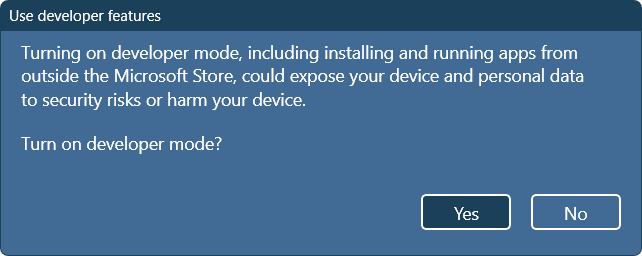 Use developer features
Turning on developer mode, including installing and running apps from
outside the Microsoft Store, could expose your device and personal data
to security risks or harm your device.
Turn on developer mode?
Yes
No